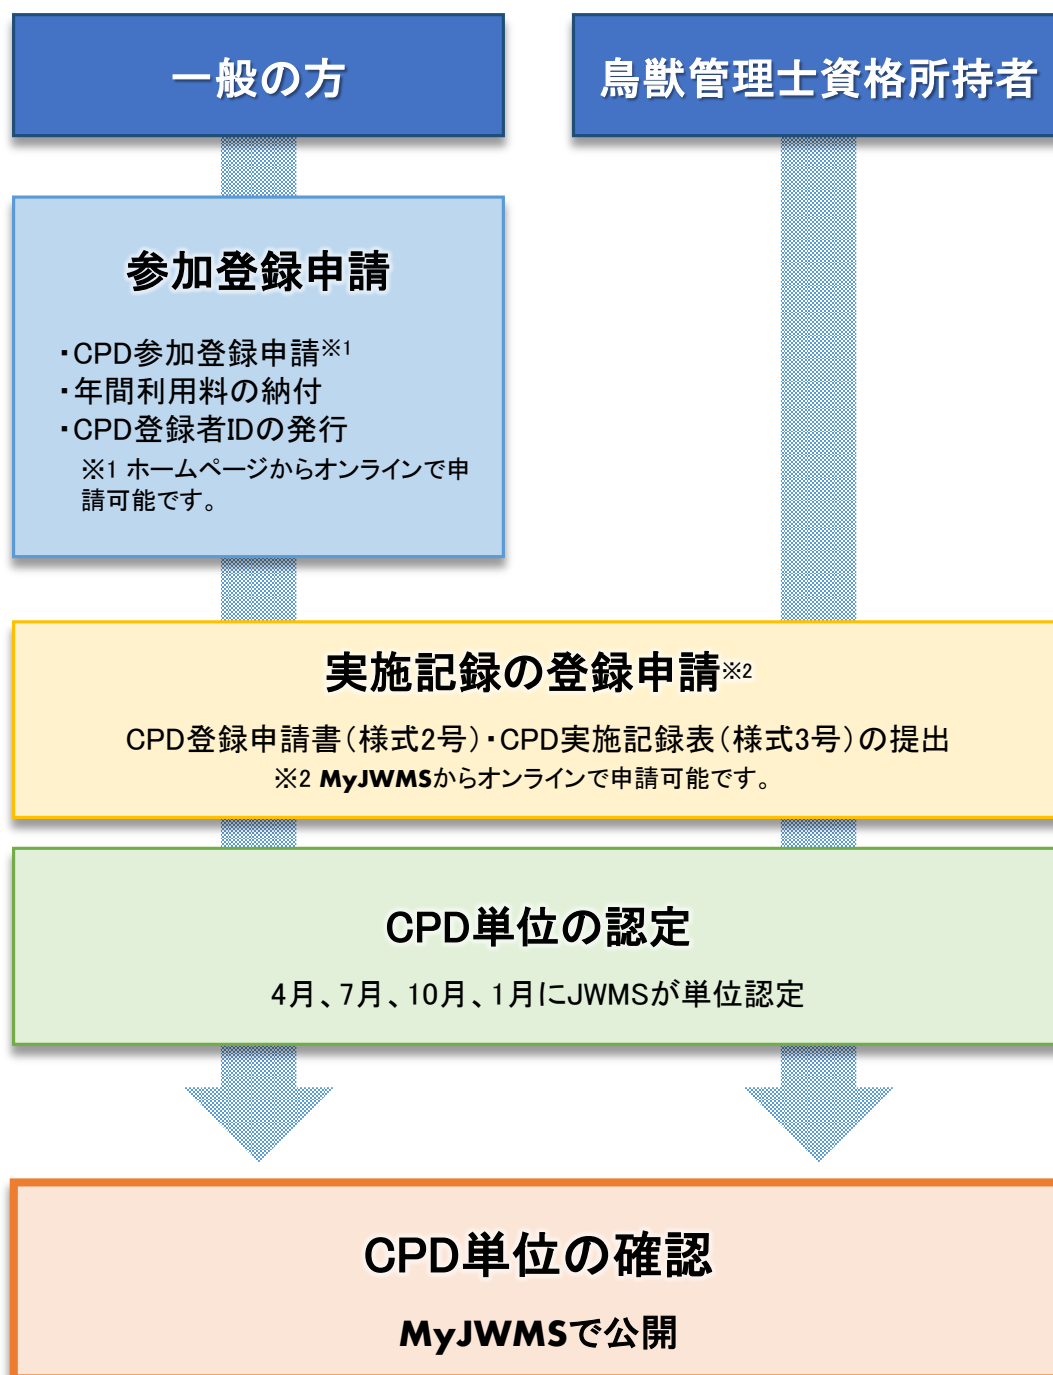 一般の方
鳥獣管理士資格所持者
参加登録申請
・CPD参加登録申請※1
・年間利用料の納付
・CPD登録者IDの発行
※1 ホームページからオンラインで申
請可能です。
実施記録の登録申請※2
CPD登録申請書（様式2号）・CPD実施記録表（様式3号）の提出
※2 MyJWMSからオンラインで申請可能です。
CPD単位の認定
4月、7月、10月、1月にJWMSが単位認定
CPD単位の確認
MyJWMSで公開